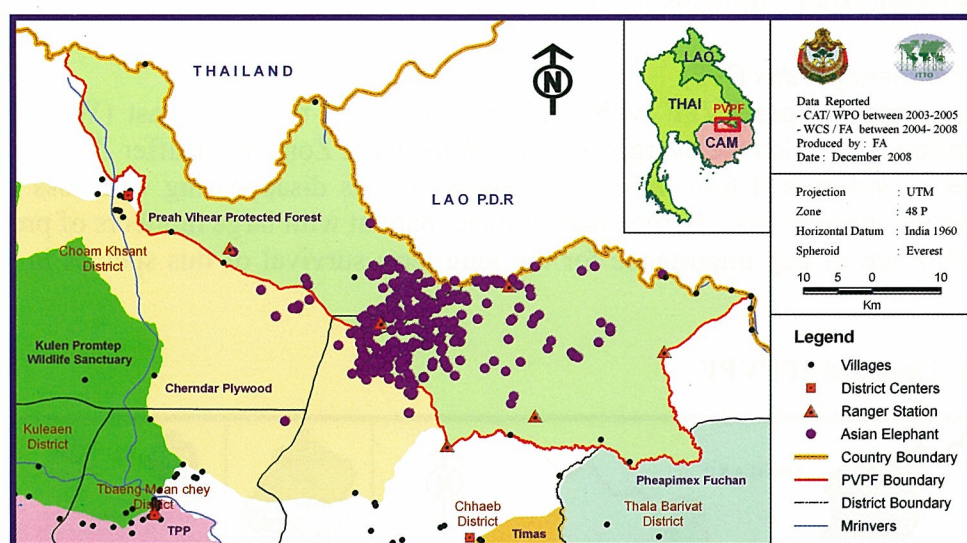 THAILAND
LAO P.D.R
N
Preah Vihear Protected Forest
Choam Khsant
District
Kulen Promtep
Wildlife Sanctuary
Cherndar Plywood
Kuleaen
District
Tbaeng Mean chey
District
TPP
Chhaeb
District
Timas
Pheapimex Fuchan
Thala Barivat
District
LAO
THAI
PVPF
CAM
ITTO
Data Reported
- CAT/ WPO between 2003-2005
- WCS / FA between 2004- 2008
Produced by : FA
Date : December 2008
Projection : UTM
Zone : 48 P
Horizontal Datum : India 1960
Spheroid : Everest
10 5 0 10
Km
Legend
Villages
District Centers
Ranger Station
Asian Elephant
Country Boundary
PVPF Boundary
District Boundary
Mrinvers